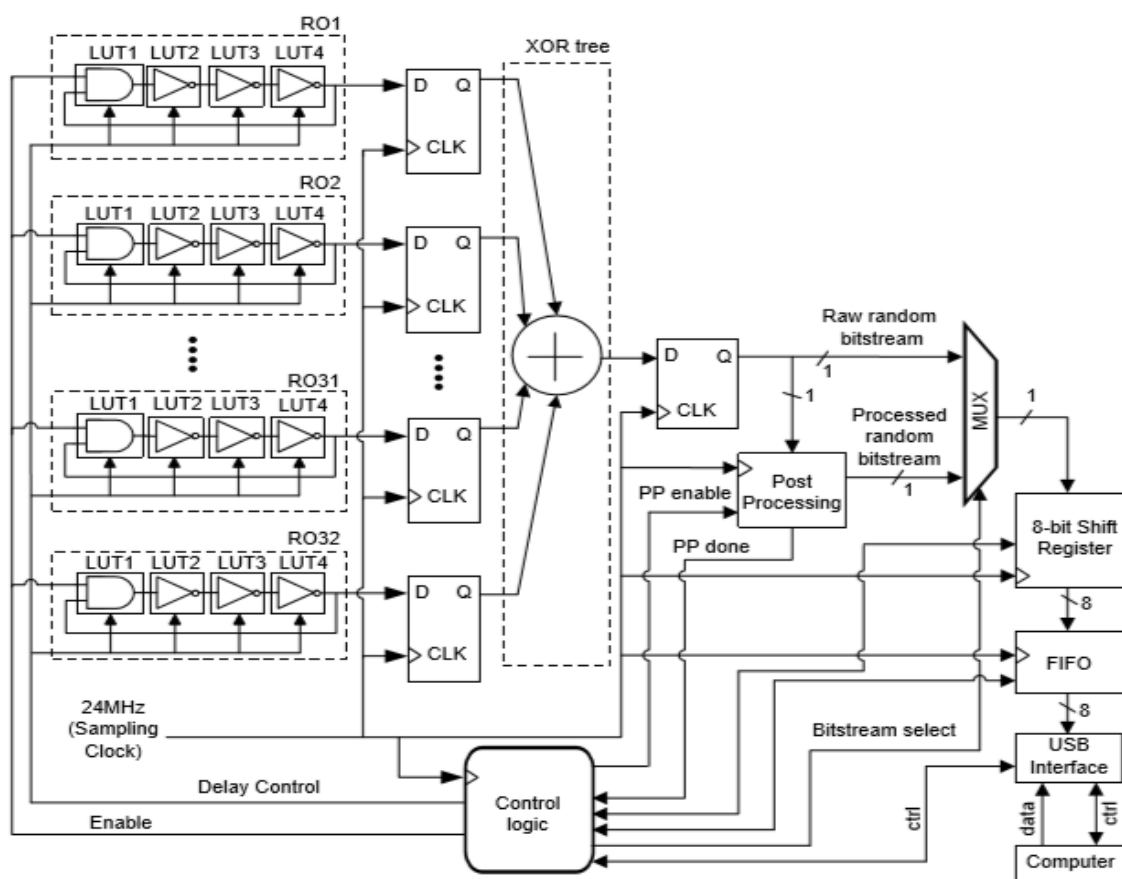 RO1
LUT1 LUT2 LUT3 LUT4
D Q
CLK
XOR tree
RO2
LUT1 LUT2 LUT3 LUT4
D Q
CLK
RO31
LUT1 LUT2 LUT3 LUT4
D Q
CLK
RO32
LUT1 LUT2 LUT3 LUT4
D Q
CLK
D Q
CLK
Raw random
bitstream
1
1
Processed
random
bitstream
1
MUX
1
Post
Processing
PP enable
PP done
8-bit Shift
Register
8
FIFO
8
USB
Interface
data
ctrl
Computer
24MHz
(Sampling
Clock)
Delay Control
Enable
Control
logic
Bitstream select
ctrl